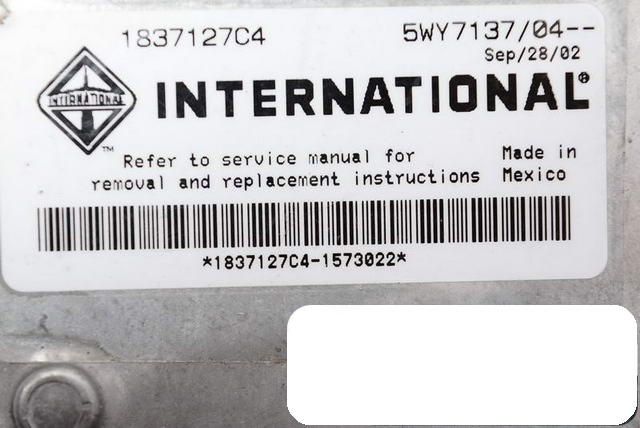 1837127C4 5WY7137/04--
Sep/28/02
INTERNATIONAL
INTERNATIONAL®
™
Refer to service manual for Made in
removal and replacement instructions Mexico
*1837127C4-1573022*